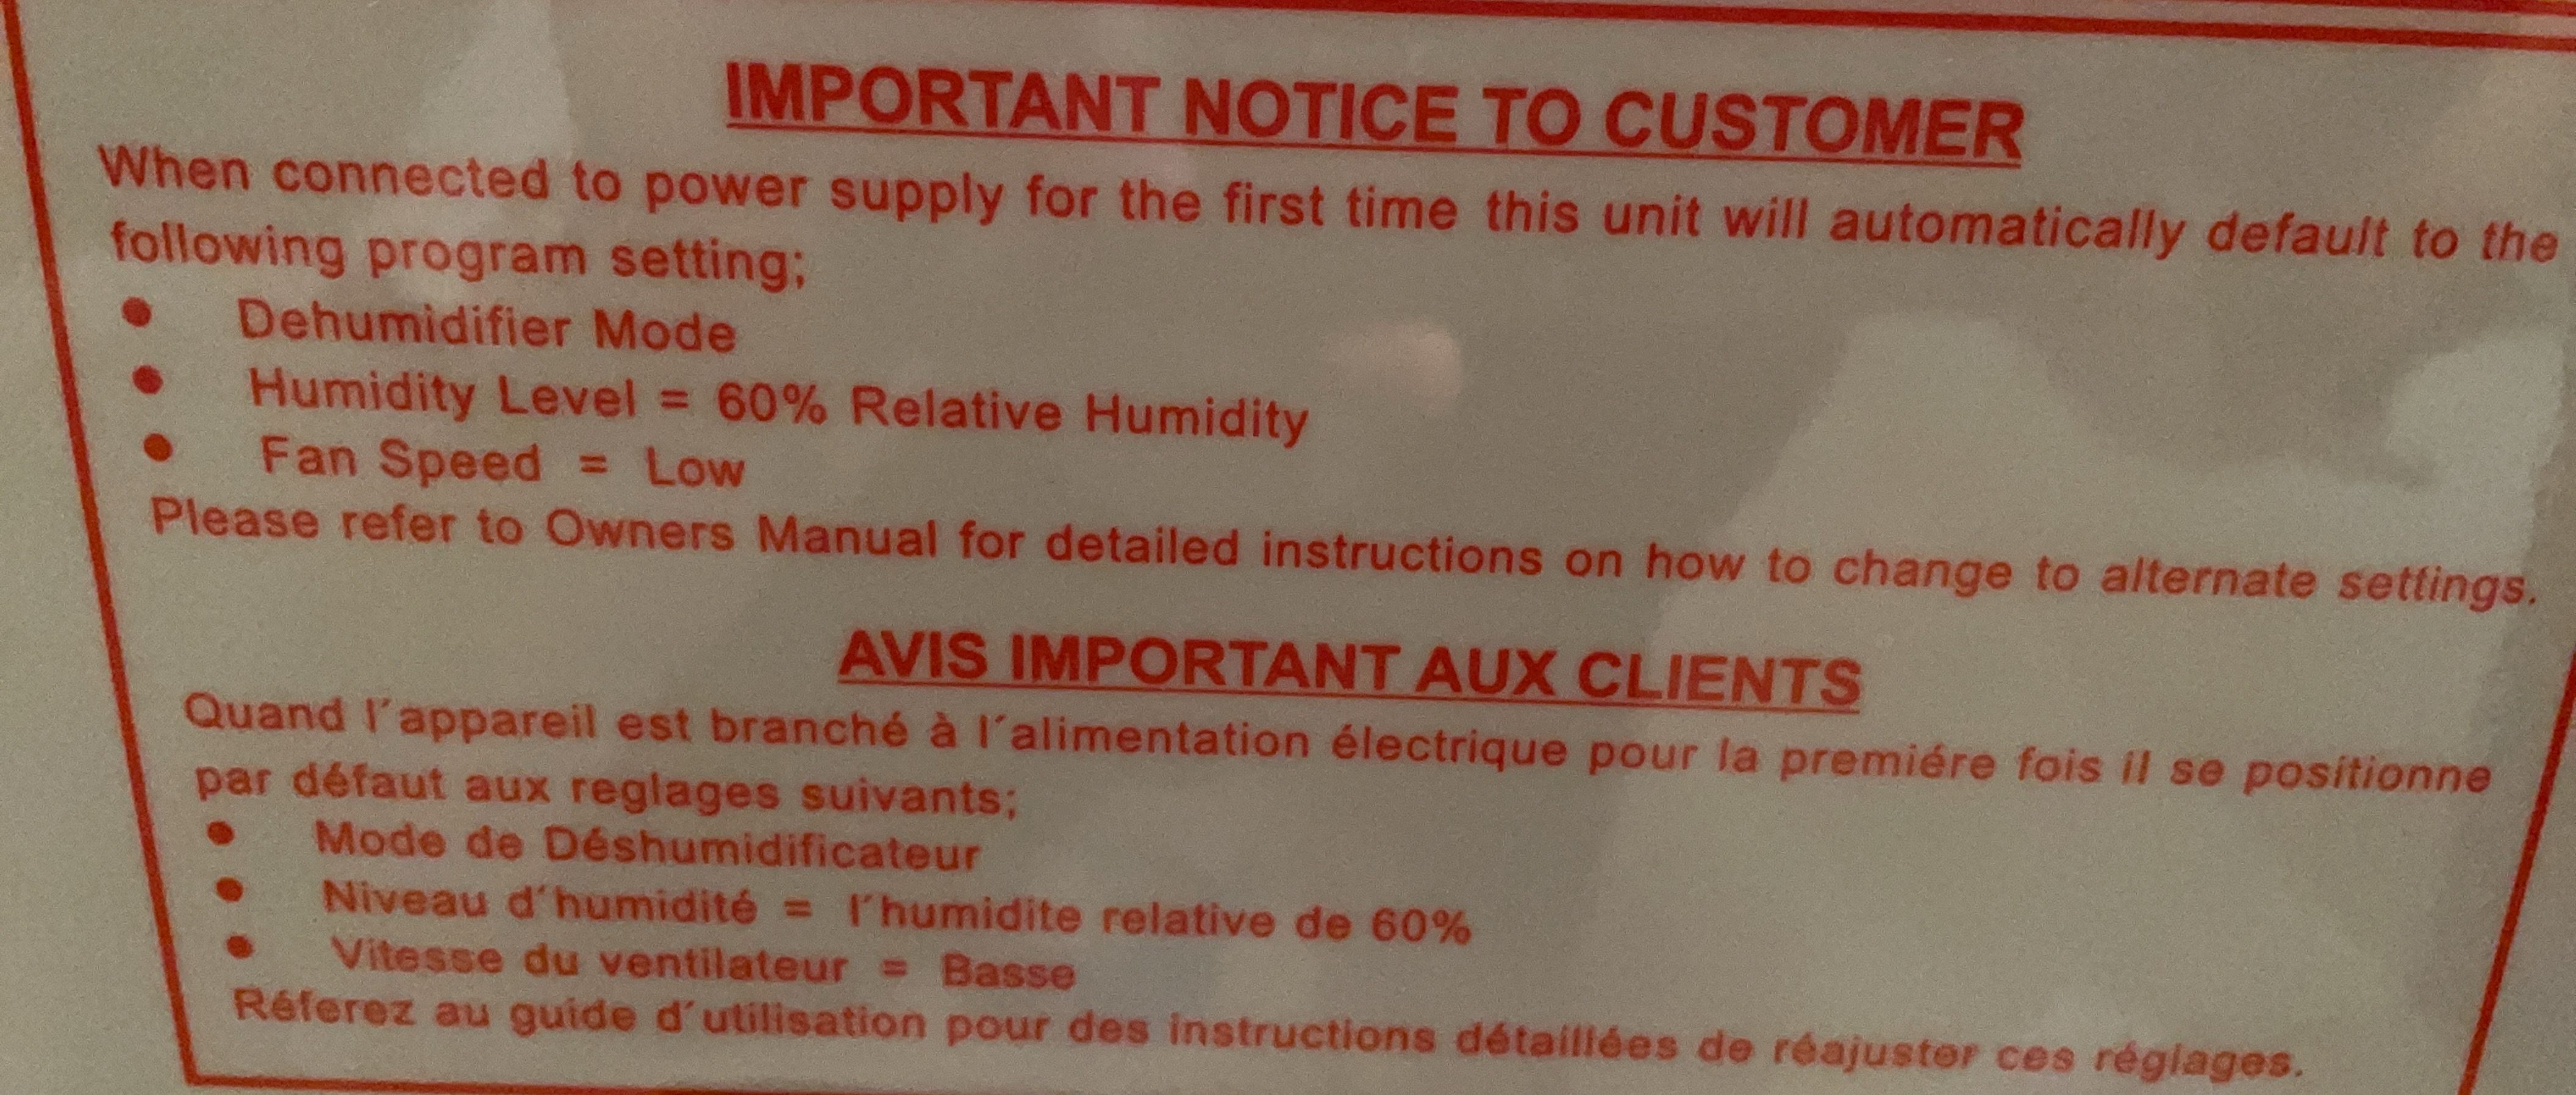 IMPORTANT NOTICE TO CUSTOMER
When connected to power supply for the first time this unit will automatically default to the
following program setting;
• Dehumidifier Mode
• Humidity Level = 60% Relative Humidity
• Fan Speed = Low
Please refer to Owners Manual for detailed instructions on how to change to alternate settings.
AVIS IMPORTANT AUX CLIENTS
Quand l´appareil est branché à l´alimentation électrique pour la premiére fois il se positionne
par défaut aux reglages suivants;
• Mode de Déshumidificateur
• Niveau d´humidité = l´humidite relative de 60%
• Vitesse du ventilateur = Basse
Réferez au guide d´utilisation pour des instructions détaillées de réajuster ces réglages.